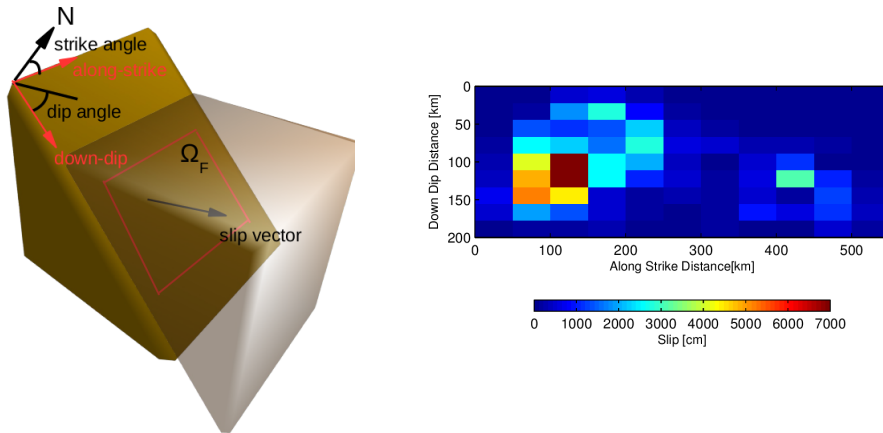 N
strike angle
along-strike
dip angle
down-dip
Ω_F
slip vector
0
50
100
150
200
Down Dip Distance [km]
0 100 200 300 400 500
Along Strike Distance[km]
0 1000 2000 3000 4000 5000 6000 7000
Slip [cm]